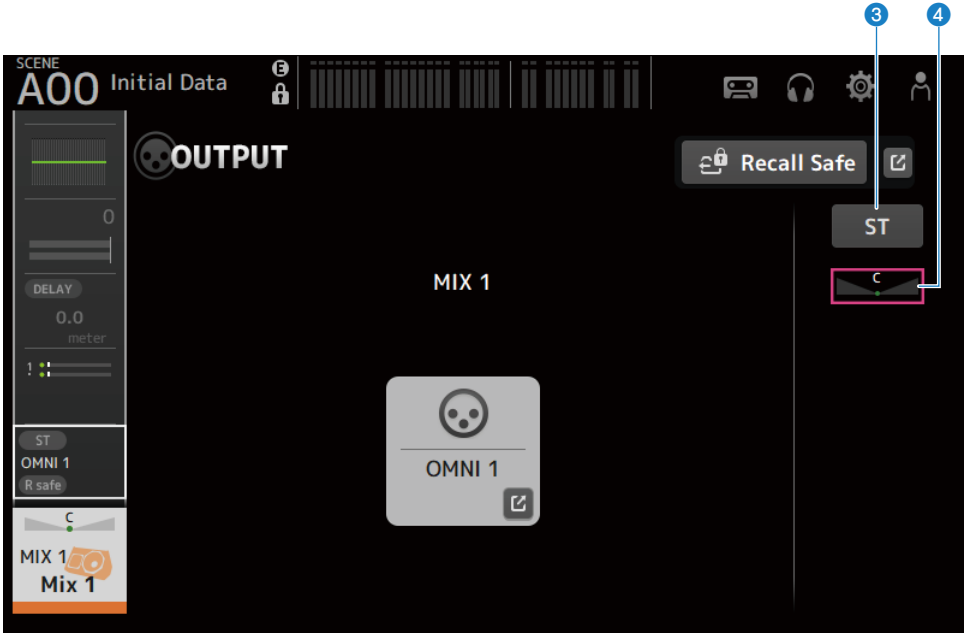 3 4
SCENE
A00 Initial Data E
OUTPUT
Recall Safe
0
ST
C
DELAY
MIX 1
0.0
meter
!
ST
OMNI 1
R safe
OMNI 1
C
MIX 1
Mix 1